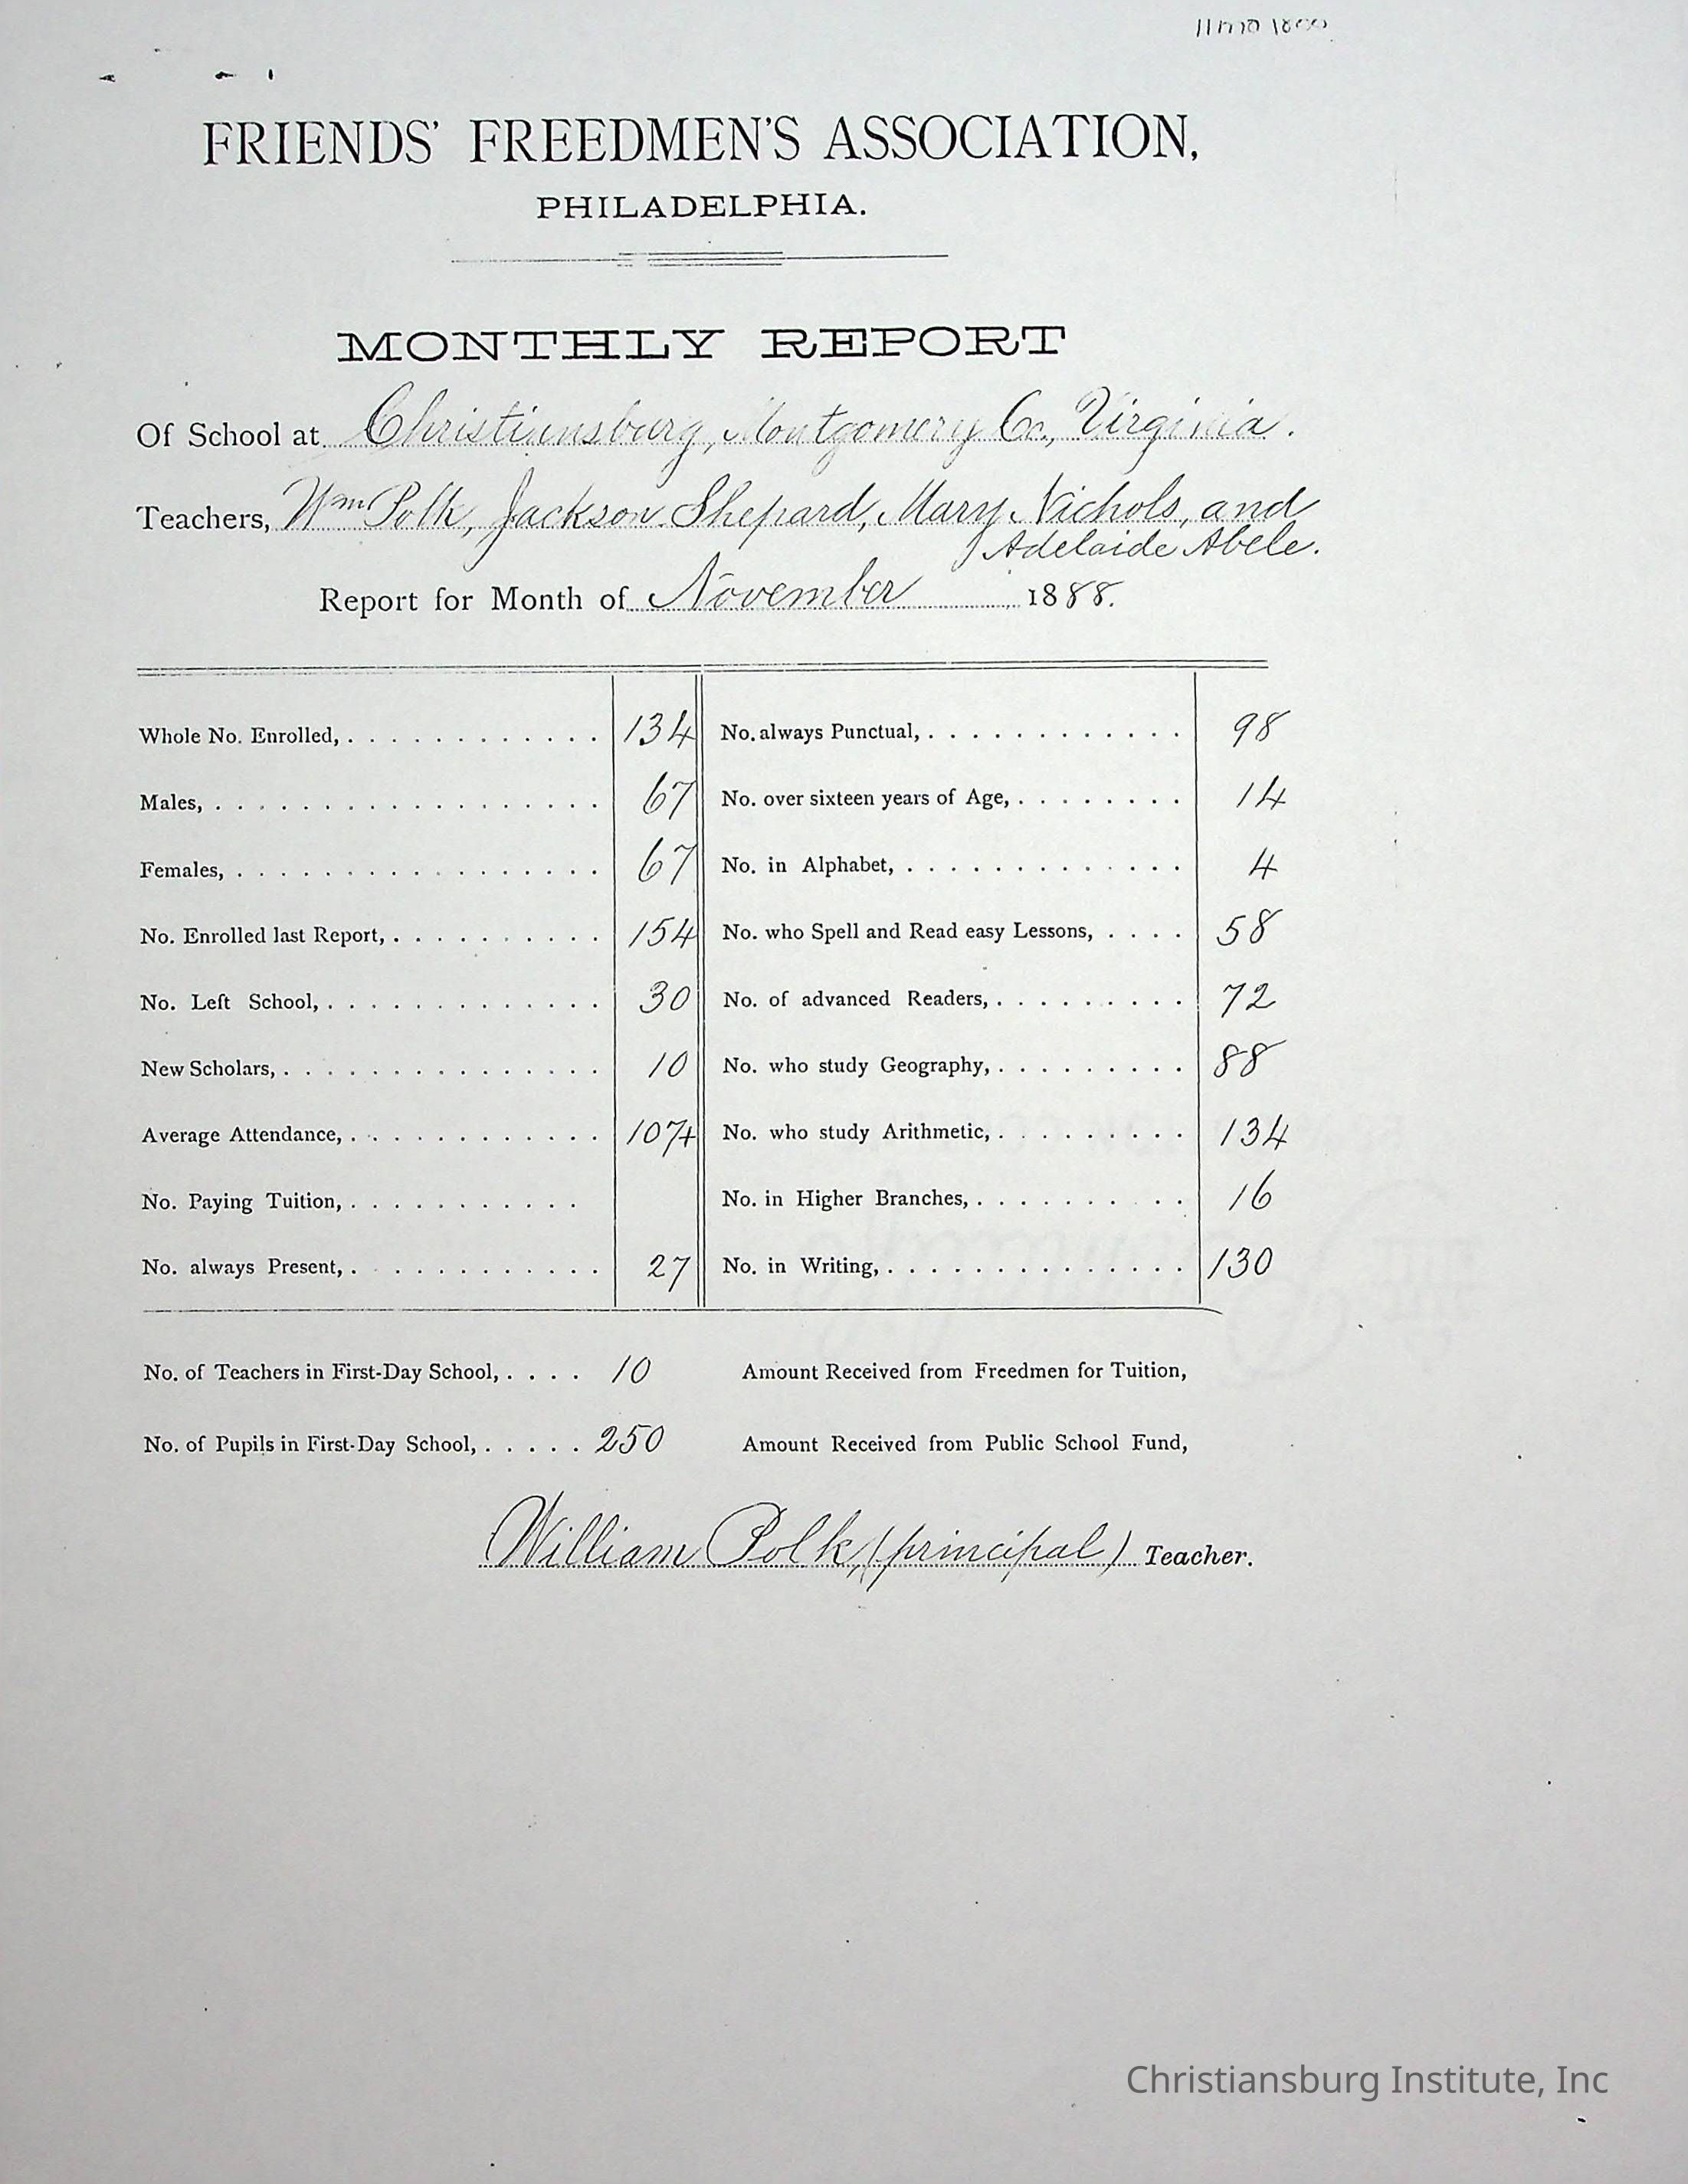 FRIENDS' FREEDMEN'S ASSOCIATION,
PHILADELPHIA.
MONTHLY REPORT
Of School at Christiansburg, Montgomery Co., Virginia.
Teachers, Wm Polk, Jackson Shepard, Mary Nichols, and
Adelaide Abele.
Report for Month of November 1888.
Whole No. Enrolled, 134 No. always Punctual, 98
Males, 67 No. over sixteen years of Age, 14
Females, 67 No. in Alphabet, 4
No. Enrolled last Report, 154 No. who Spell and Read easy Lessons, 58
No. Left School, 30 No. of advanced Readers, 72
New Scholars, 10 No. who study Geography, 88
Average Attendance, 107+ No. who study Arithmetic, 134
No. Paying Tuition, No. in Higher Branches, 16
No. always Present, 27 No. in Writing, 130
No. of Teachers in First-Day School, 10 Amount Received from Freedmen for Tuition,
No. of Pupils in First-Day School, 250 Amount Received from Public School Fund,
William Polk, (principal) Teacher.
Christiansburg Institute, Inc